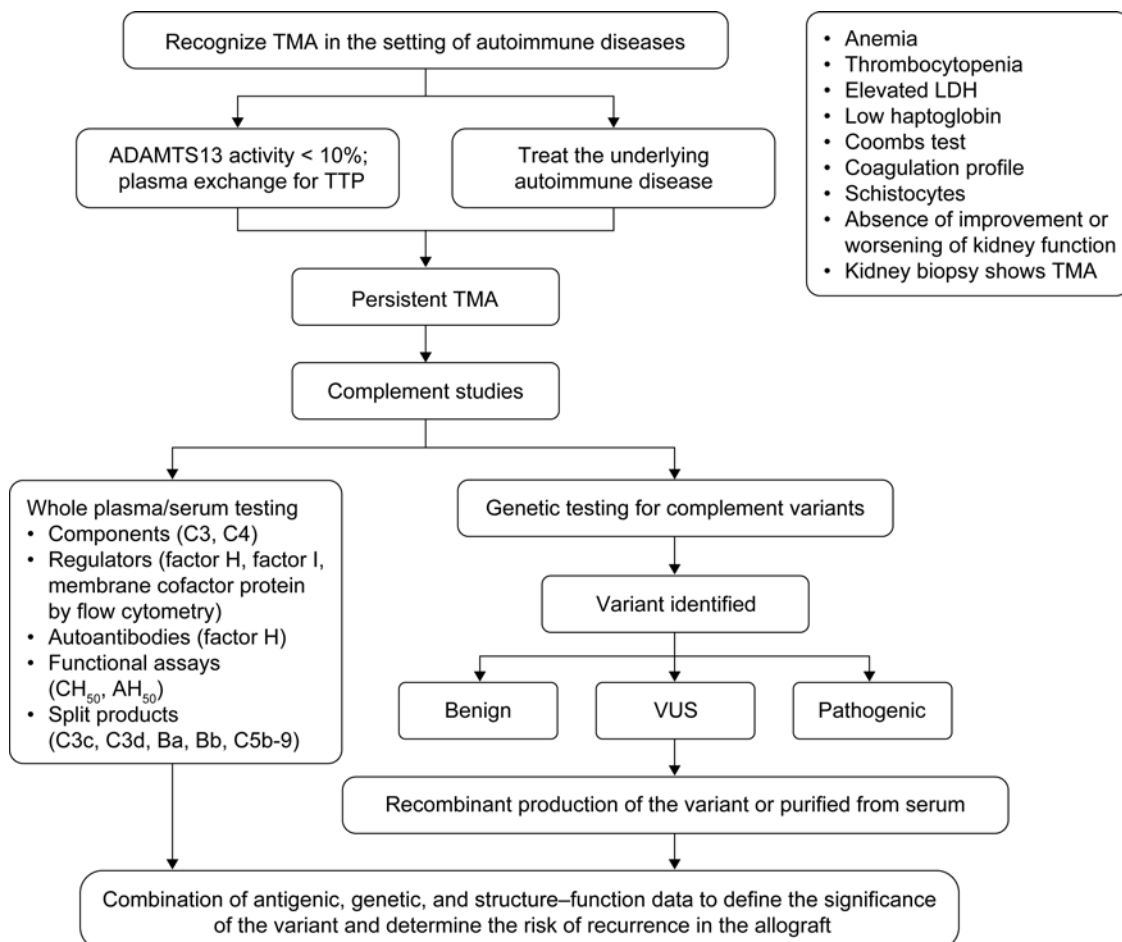 Recognize TMA in the setting of autoimmune diseases
• Anemia
• Thrombocytopenia
• Elevated LDH
• Low haptoglobin
• Coombs test
• Coagulation profile
• Schistocytes
• Absence of improvement or
worsening of kidney function
• Kidney biopsy shows TMA
ADAMTS13 activity < 10%;
plasma exchange for TTP
Treat the underlying
autoimmune disease
Persistent TMA
Complement studies
Whole plasma/serum testing
• Components (C3, C4)
• Regulators (factor H, factor I,
membrane cofactor protein
by flow cytometry)
• Autoantibodies (factor H)
• Functional assays
(CH₅₀, AH₅₀)
• Split products
(C3c, C3d, Ba, Bb, C5b-9)
Genetic testing for complement variants
Variant identified
Benign
VUS
Pathogenic
Recombinant production of the variant or purified from serum
Combination of antigenic, genetic, and structure–function data to define the significance
of the variant and determine the risk of recurrence in the allograft